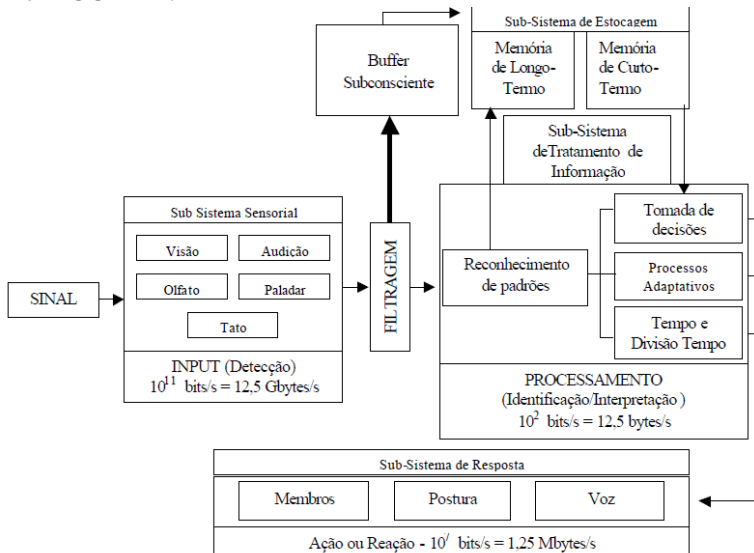 Sub-Sistema de Estocagem
Buffer
Subconsciente
Memória
de Longo-
Termo
Memória
de Curto-
Termo
Sub-Sistema
deTratamento de
Informação
Sub Sistema Sensorial
Visão
Audição
Olfato
Paladar
Tato
INPUT (Detecção)
10¹¹ bits/s = 12,5 Gbytes/s
SINAL
FILTRAGEM
Reconhecimento
de padrões
Tomada de
decisões
Processos
Adaptativos
Tempo e
Divisão Tempo
PROCESSAMENTO
(Identificação/Interpretação )
10² bits/s = 12,5 bytes/s
Sub-Sistema de Resposta
Membros
Postura
Voz
Ação ou Reação - 10⁷ bits/s = 1,25 Mbytes/s